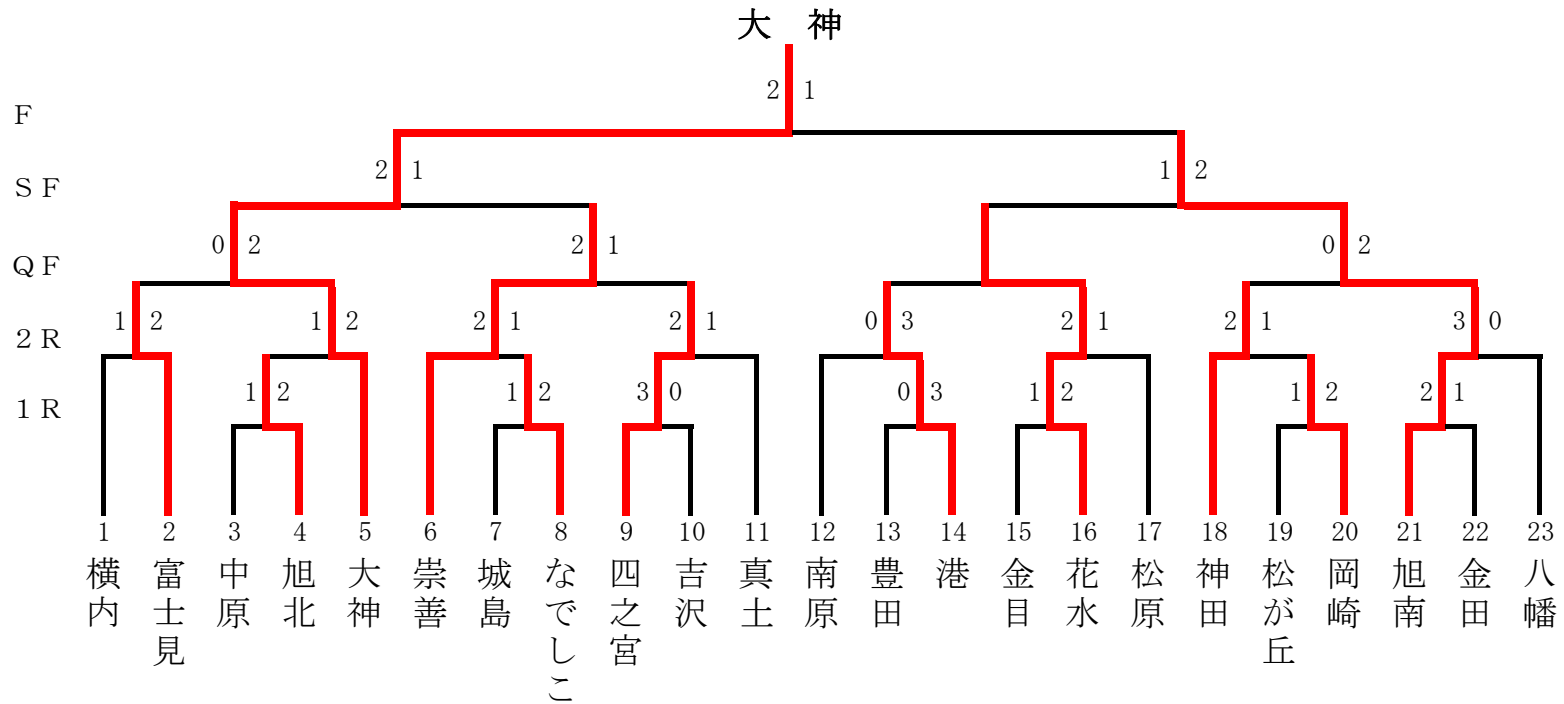 大　神
2 1
F
2 1 1 2
SF
0 2 2 1 0 2
QF
1 2 1 2 2 1 2 1 0 3 2 1 2 1 3 0
2R
1 2 1 2 3 0 0 3 1 2 1 2 2 1
1R
1 2 3 4 5 6 7 8 9 10 11 12 13 14 15 16 17 18 19 20 21 22 23
横内
富士見
中原
旭北
大神
崇善
城島
なでしこ
四之宮
吉沢
真土
南原
豊田
港
金目
花水
松原
神田
松が丘
岡崎
旭南
金田
八幡